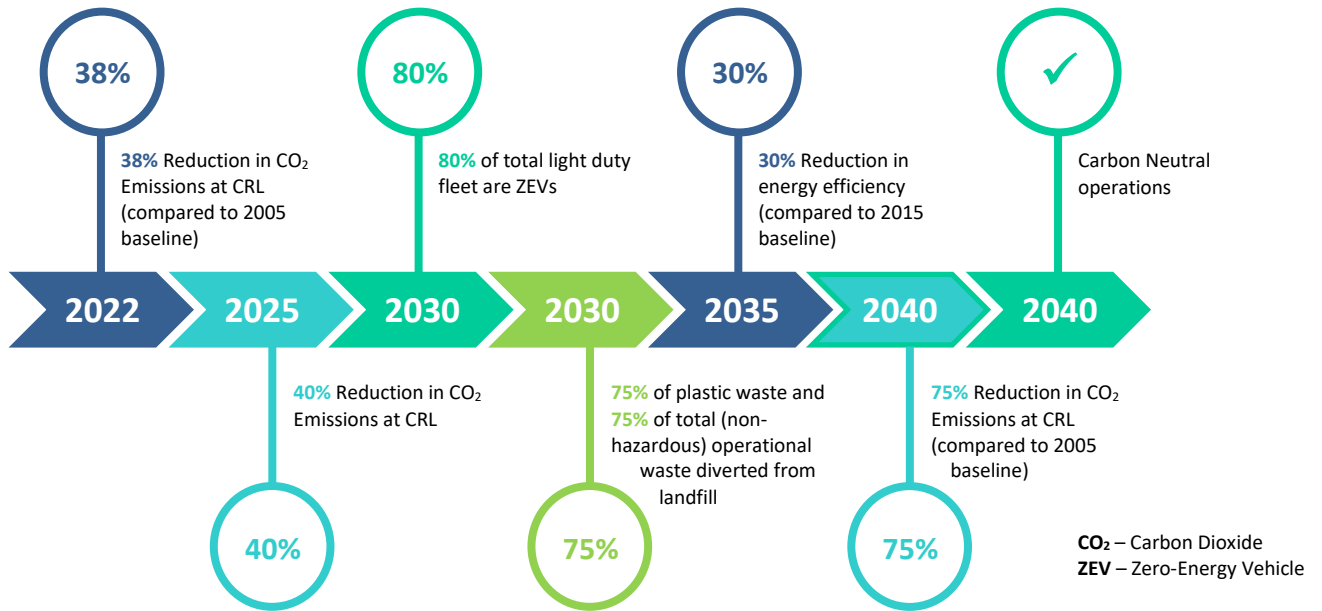 38%
80%
30%
✓
38% Reduction in CO₂
Emissions at CRL
(compared to 2005
baseline)
80% of total light duty
fleet are ZEVs
30% Reduction in
energy efficiency
(compared to 2015
baseline)
Carbon Neutral
operations
2022
2025
2030
2030
2035
2040
2040
40% Reduction in CO₂
Emissions at CRL
75% of plastic waste and
75% of total (non-
hazardous) operational
waste diverted from
landfill
75% Reduction in CO₂
Emissions at CRL
(compared to 2005
baseline)
40%
75%
75%
CO₂ – Carbon Dioxide
ZEV – Zero-Energy Vehicle